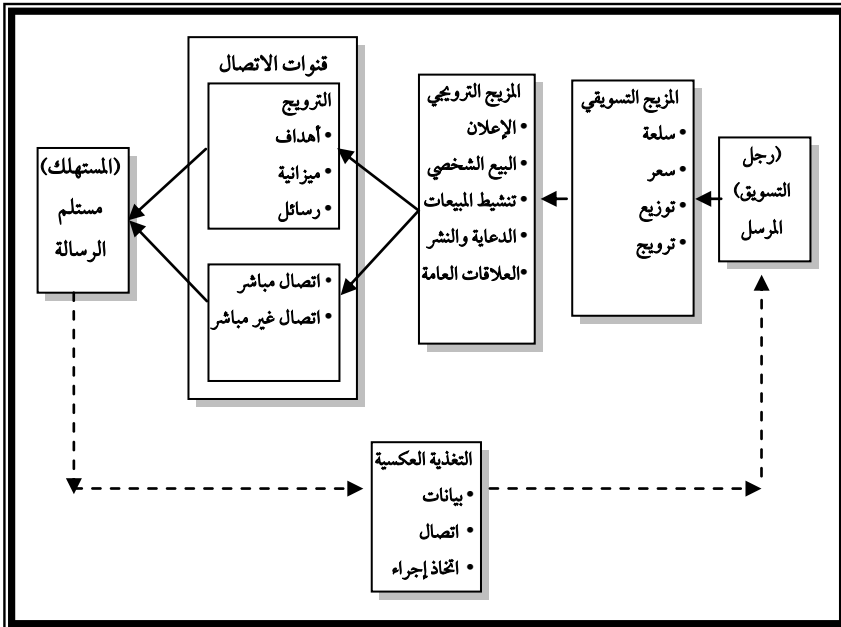 (رجل
التسويق)
المرسل
المزيج التسويقي
• سلعة
• سعر
• توزيع
• ترويج
المزيج الترويجي
• الإعلان
• البيع الشخصي
• تنشيط المبيعات
• الدعاية والنشر
•العلاقات العامة
قنوات الاتصال
الترويج
• أهداف
• ميزانية
• رسائل
• اتصال مباشر
• اتصال غير مباشر
(المستهلك)
مستلم
الرسالة
التغذية العكسية
• بيانات
• اتصال
• اتخاذ إجراء